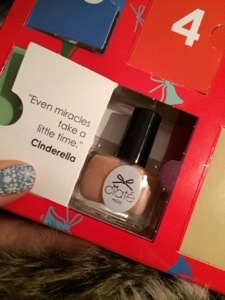 4
"Even miracles
take a
little time."
Cinderella
ciaté